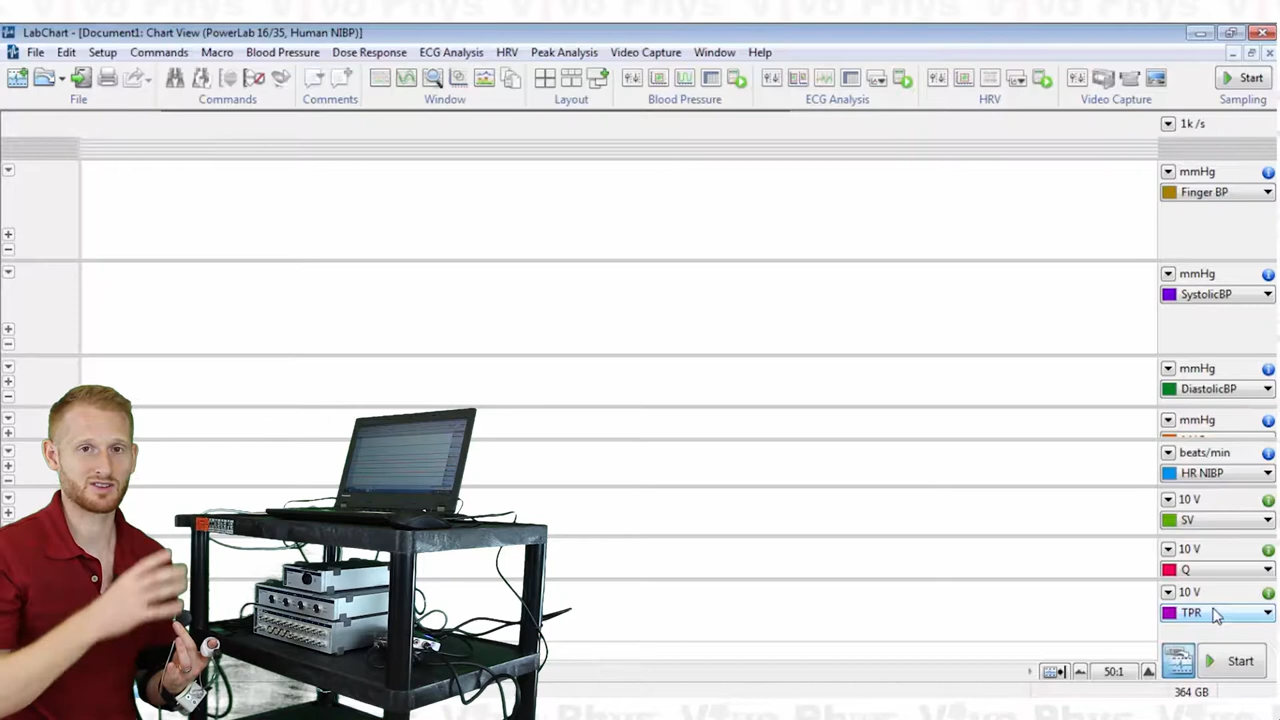 LabChart - [Document1: Chart View (PowerLab 16/35, Human NIBP)]
File Edit Setup Commands Macro Blood Pressure Dose Response ECG Analysis HRV Peak Analysis Video Capture Window Help
Start
File Commands Comments Window Layout Blood Pressure ECG Analysis HRV Video Capture Sampling
1k /s
mmHg
Finger BP
mmHg
SystolicBP
mmHg
DiastolicBP
mmHg
beats/min
HR NIBP
10 V
SV
10 V
Q
10 V
TPR
50:1
Start
364 GB